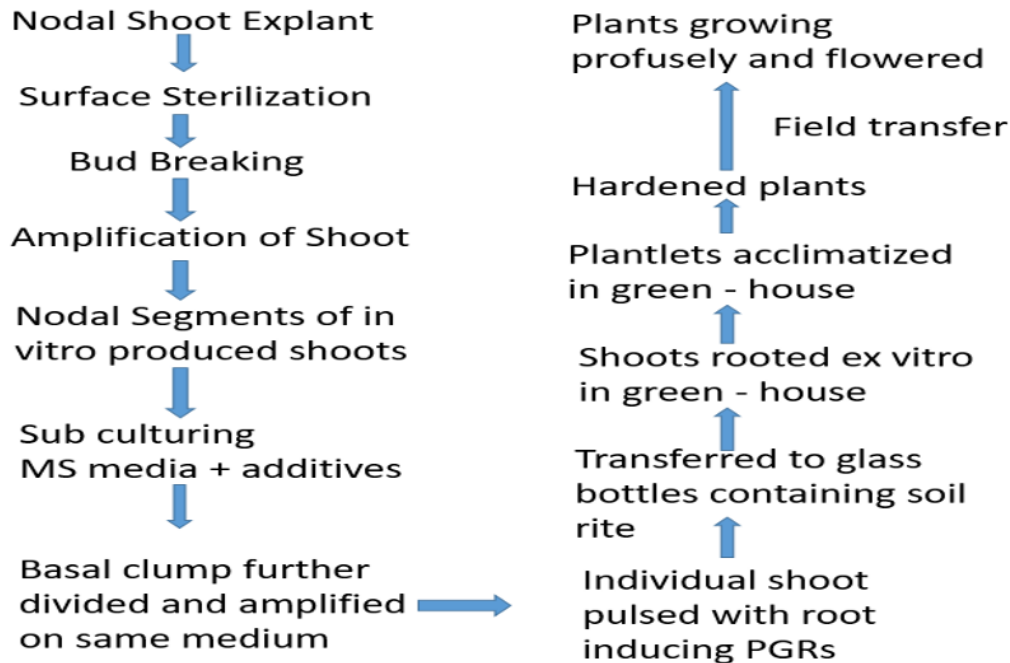 Nodal Shoot Explant
Surface Sterilization
Bud Breaking
Amplification of Shoot
Nodal Segments of in
vitro produced shoots
Sub culturing
MS media + additives
Basal clump further
divided and amplified
on same medium
Individual shoot
pulsed with root
inducing PGRs
Transferred to glass
bottles containing soil
rite
Shoots rooted ex vitro
in green - house
Plantlets acclimatized
in green - house
Hardened plants
Field transfer
Plants growing
profusely and flowered